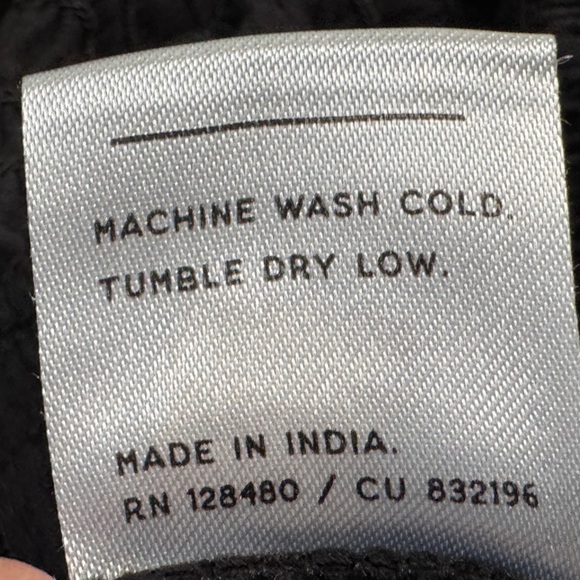 MACHINE WASH COLD.
TUMBLE DRY LOW.
MADE IN INDIA.
RN 128480 / CU 832196